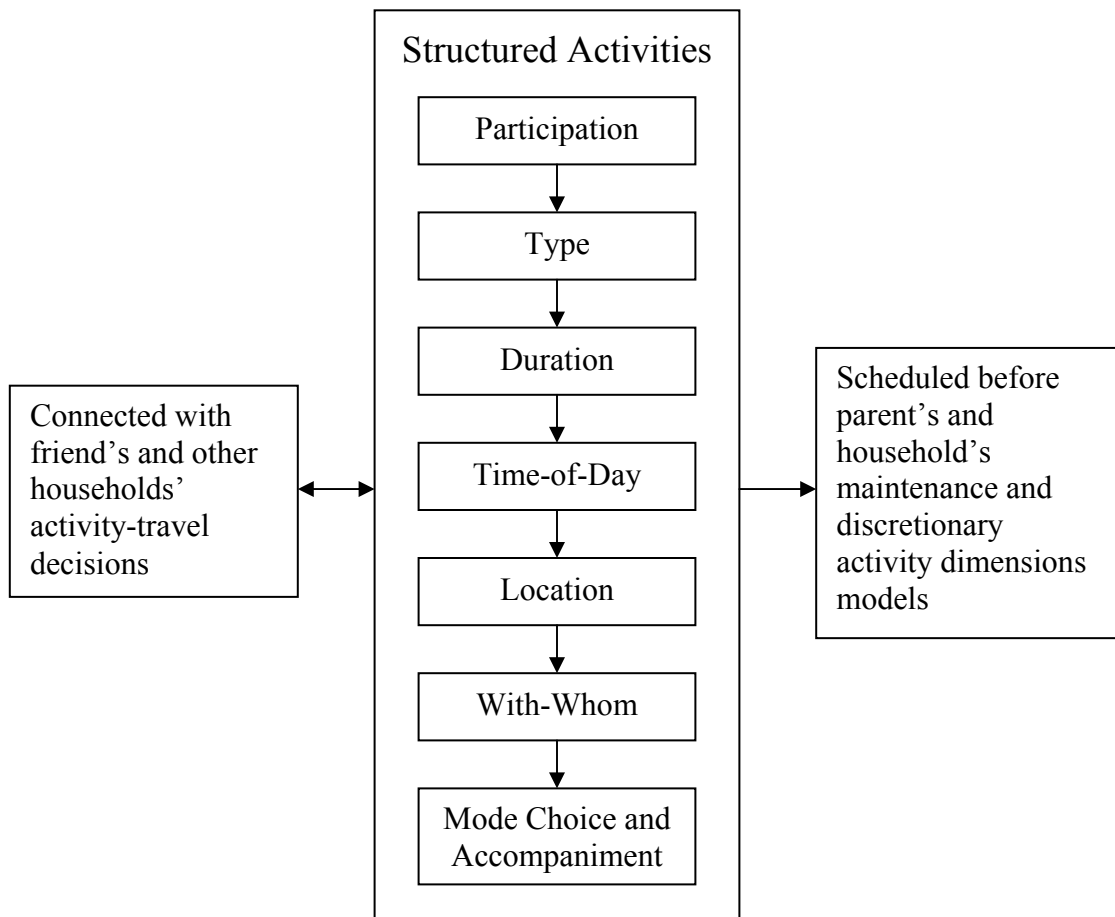 Structured Activities
Participation
Type
Duration
Time-of-Day
Location
With-Whom
Mode Choice and
Accompaniment
Connected with
friend’s and other
households’
activity-travel
decisions
Scheduled before
parent’s and
household’s
maintenance and
discretionary
activity dimensions
models